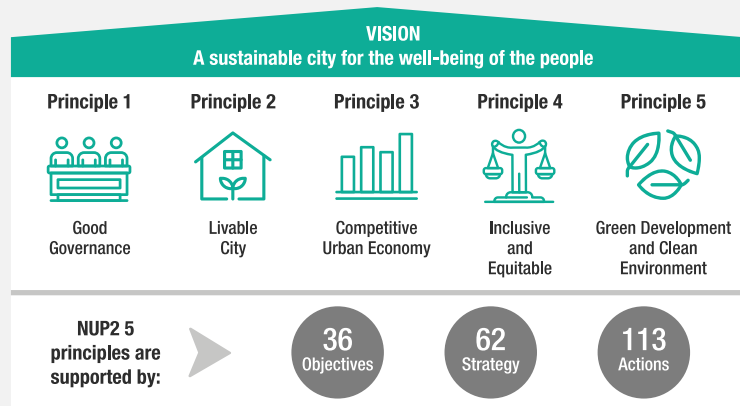 VISION
A sustainable city for the well-being of the people
Principle 1
Principle 2
Principle 3
Principle 4
Principle 5
Good
Governance
Livable
City
Competitive
Urban Economy
Inclusive
and
Equitable
Green Development
and Clean
Environment
NUP2 5
principles are
supported by:
36
Objectives
62
Strategy
113
Actions